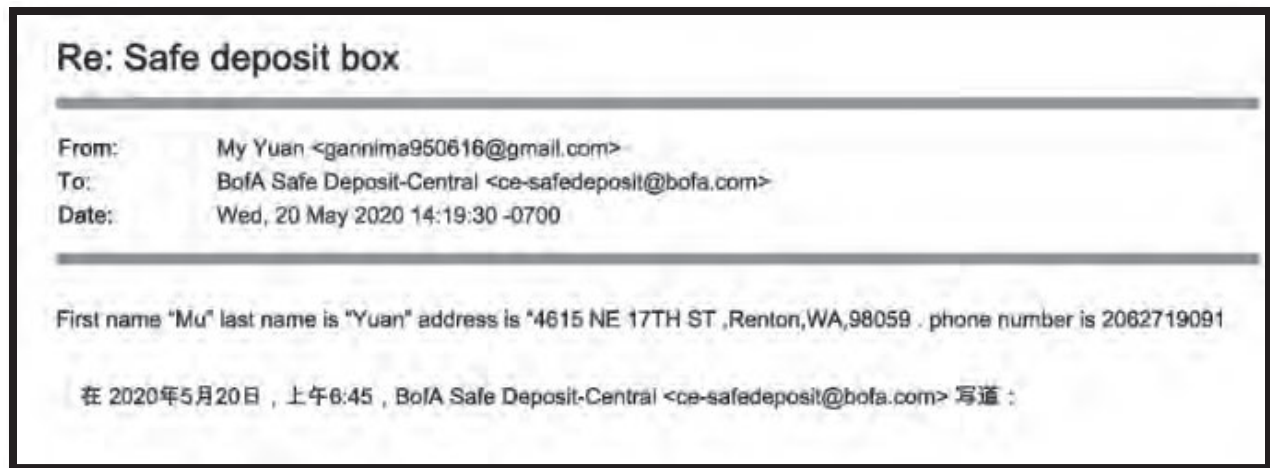 Re: Safe deposit box
From: My Yuan <gannima950616@gmail.com>
To: BofA Safe Deposit-Central <ce-safedeposit@bofa.com>
Date: Wed, 20 May 2020 14:19:30 -0700
First name "Mu" last name is "Yuan" address is "4615 NE 17TH ST ,Renton,WA,98059 . phone number is 2062719091
在 2020年5月20日，上午6:45，BofA Safe Deposit-Central <ce-safedeposit@bofa.com> 写道：